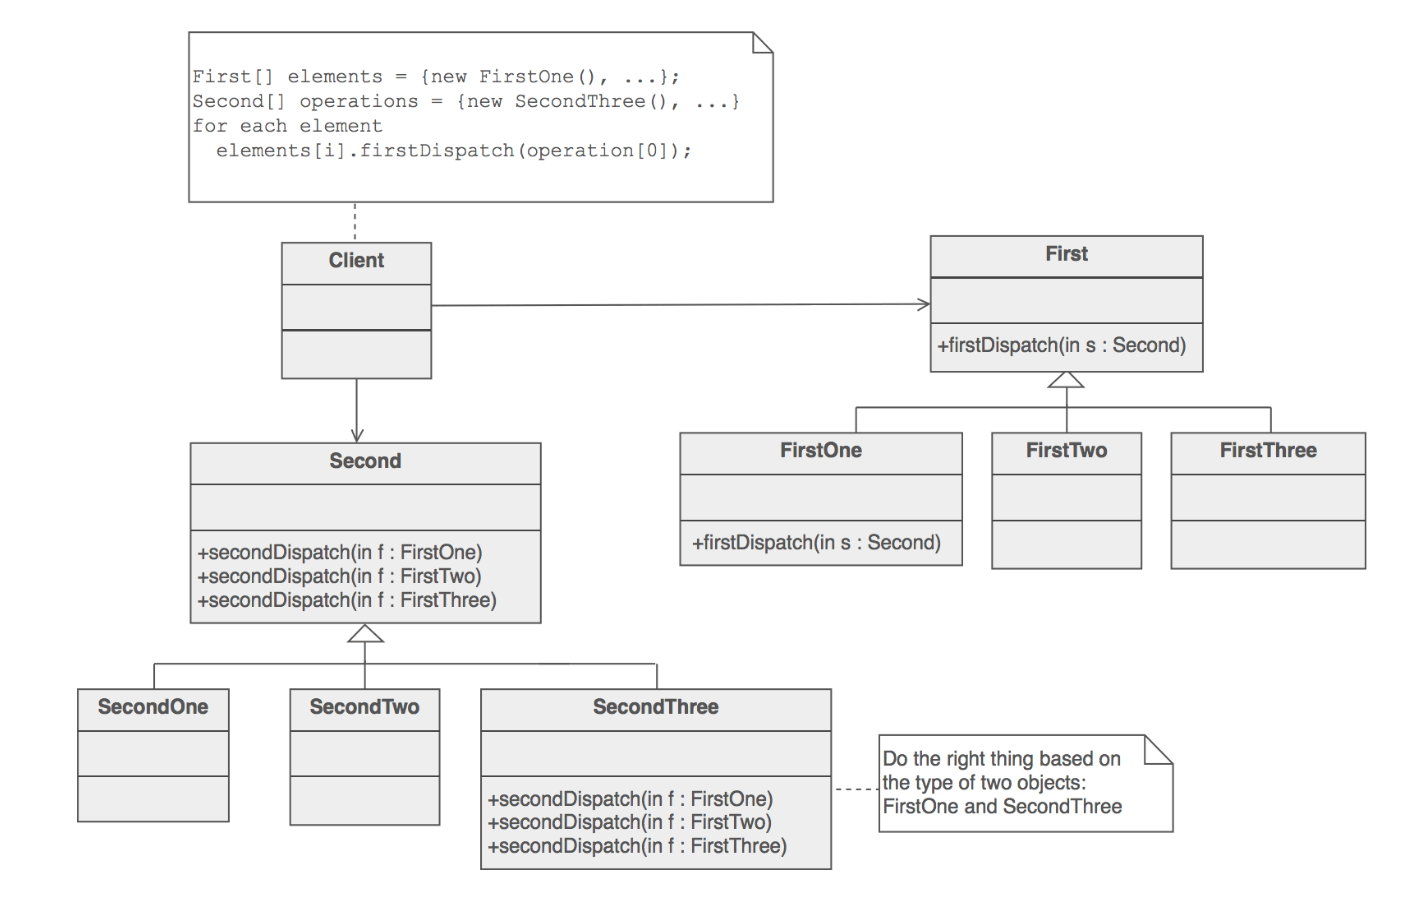 First[] elements = {new FirstOne(), ...};
Second[] operations = {new SecondThree(), ...}
for each element
  elements[i].firstDispatch(operation[0]);
Client
First
+firstDispatch(in s : Second)
Second
+secondDispatch(in f : FirstOne)
+secondDispatch(in f : FirstTwo)
+secondDispatch(in f : FirstThree)
FirstOne
+firstDispatch(in s : Second)
FirstTwo
FirstThree
SecondOne
SecondTwo
SecondThree
+secondDispatch(in f : FirstOne)
+secondDispatch(in f : FirstTwo)
+secondDispatch(in f : FirstThree)
Do the right thing based on
the type of two objects:
FirstOne and SecondThree